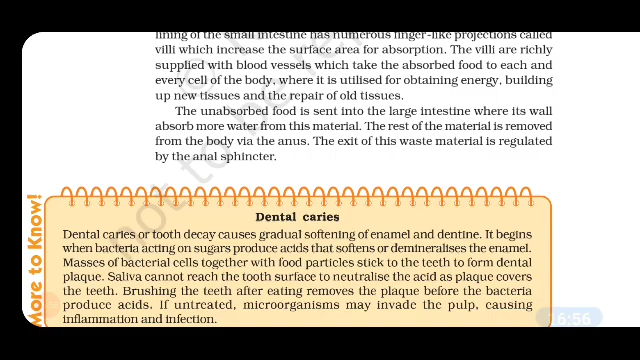 lining of the small intestine has numerous finger-like projections called
villi which increase the surface area for absorption. The villi are richly
supplied with blood vessels which take the absorbed food to each and
every cell of the body, where it is utilised for obtaining energy, building
up new tissues and the repair of old tissues.
The unabsorbed food is sent into the large intestine where its wall
absorb more water from this material. The rest of the material is removed
from the body via the anus. The exit of this waste material is regulated
by the anal sphincter.
More to Know!
Dental caries
Dental caries or tooth decay causes gradual softening of enamel and dentine. It begins
when bacteria acting on sugars produce acids that softens or demineralises the enamel.
Masses of bacterial cells together with food particles stick to the teeth to form dental
plaque. Saliva cannot reach the tooth surface to neutralise the acid as plaque covers
the teeth. Brushing the teeth after eating removes the plaque before the bacteria
produce acids. If untreated, microorganisms may invade the pulp, causing
inflammation and infection.
16:56